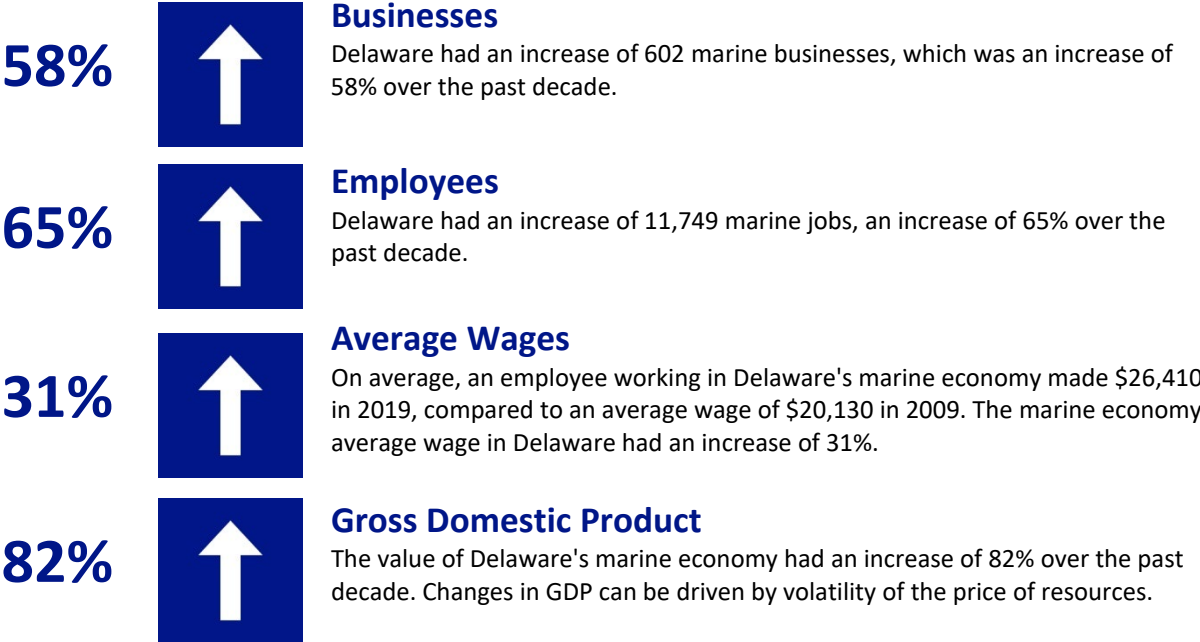 58%
Businesses
Delaware had an increase of 602 marine businesses, which was an increase of
58% over the past decade.
65%
Employees
Delaware had an increase of 11,749 marine jobs, an increase of 65% over the
past decade.
31%
Average Wages
On average, an employee working in Delaware's marine economy made $26,410
in 2019, compared to an average wage of $20,130 in 2009. The marine economy
average wage in Delaware had an increase of 31%.
82%
Gross Domestic Product
The value of Delaware's marine economy had an increase of 82% over the past
decade. Changes in GDP can be driven by volatility of the price of resources.